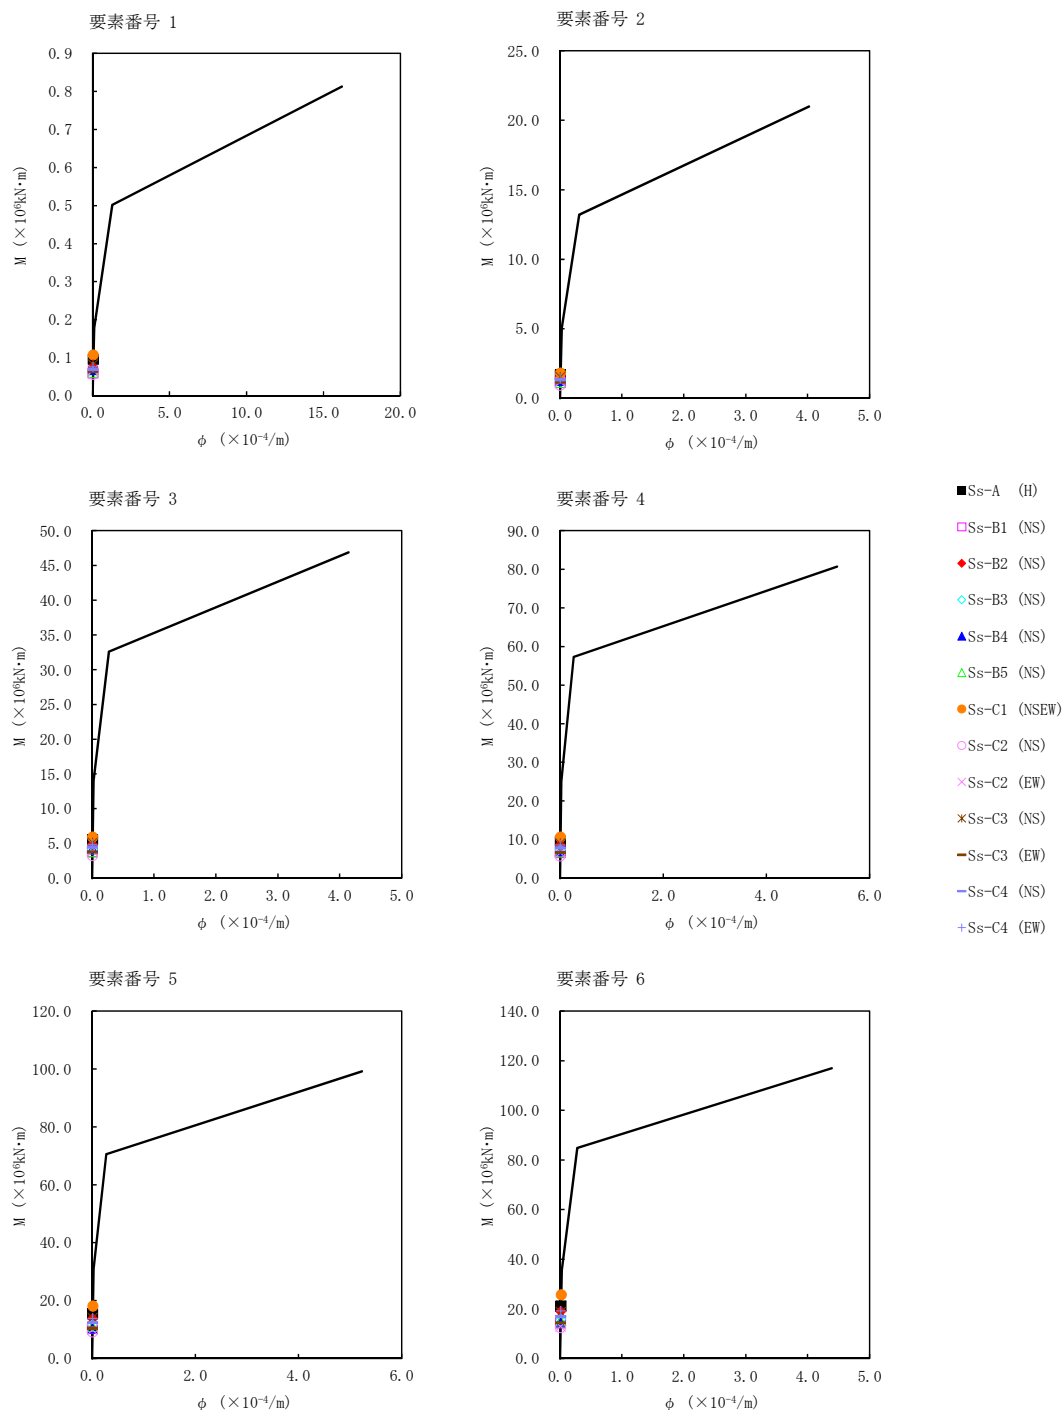 要素番号 1
0.9
0.8
0.7
0.6
0.5
0.4
0.3
0.2
0.1
0.0
M (×10⁶kN・m)
0.0 5.0 10.0 15.0 20.0
φ (×10⁻⁴/m)
要素番号 2
25.0
20.0
15.0
10.0
5.0
0.0
M (×10⁶kN・m)
0.0 1.0 2.0 3.0 4.0 5.0
φ (×10⁻⁴/m)
要素番号 3
50.0
45.0
40.0
35.0
30.0
25.0
20.0
15.0
10.0
5.0
0.0
M (×10⁶kN・m)
0.0 1.0 2.0 3.0 4.0 5.0
φ (×10⁻⁴/m)
要素番号 4
90.0
80.0
70.0
60.0
50.0
40.0
30.0
20.0
10.0
0.0
M (×10⁶kN・m)
0.0 2.0 4.0 6.0
φ (×10⁻⁴/m)
Ss-A (H)
Ss-B1 (NS)
Ss-B2 (NS)
Ss-B3 (NS)
Ss-B4 (NS)
Ss-B5 (NS)
Ss-C1 (NSEW)
Ss-C2 (NS)
Ss-C2 (EW)
Ss-C3 (NS)
Ss-C3 (EW)
Ss-C4 (NS)
Ss-C4 (EW)
要素番号 5
120.0
100.0
80.0
60.0
40.0
20.0
0.0
M (×10⁶kN・m)
0.0 2.0 4.0 6.0
φ (×10⁻⁴/m)
要素番号 6
140.0
120.0
100.0
80.0
60.0
40.0
20.0
0.0
M (×10⁶kN・m)
0.0 1.0 2.0 3.0 4.0 5.0
φ (×10⁻⁴/m)